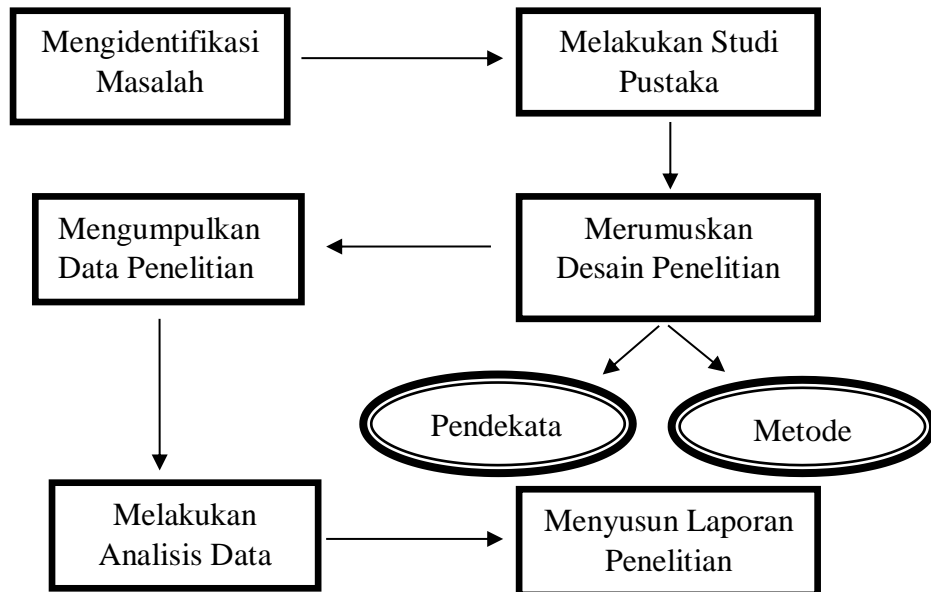 Mengidentifikasi
Masalah
Melakukan Studi
Pustaka
Merumuskan
Desain Penelitian
Mengumpulkan
Data Penelitian
Pendekata
Metode
Melakukan
Analisis Data
Menyusun Laporan
Penelitian